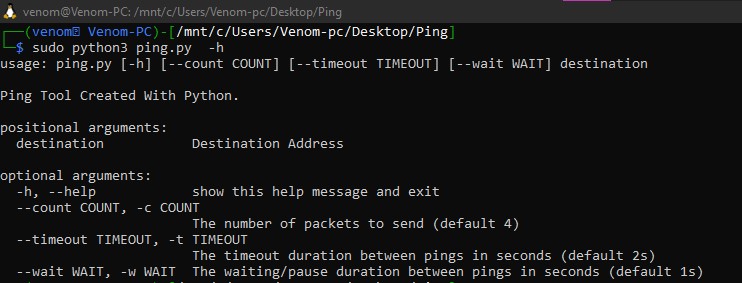 venom@Venom-PC: /mnt/c/Users/Venom-pc/Desktop/Ping
(venom Venom-PC)-[/mnt/c/Users/Venom-pc/Desktop/Ping]
$ sudo python3 ping.py  -h
usage: ping.py [-h] [--count COUNT] [--timeout TIMEOUT] [--wait WAIT] destination
Ping Tool Created With Python.
positional arguments:
destination           Destination Address
optional arguments:
-h, --help            show this help message and exit
--count COUNT, -c COUNT
The number of packets to send (default 4)
--timeout TIMEOUT, -t TIMEOUT
The timeout duration between pings in seconds (default 2s)
--wait WAIT, -w WAIT  The waiting/pause duration between pings in seconds (default 1s)